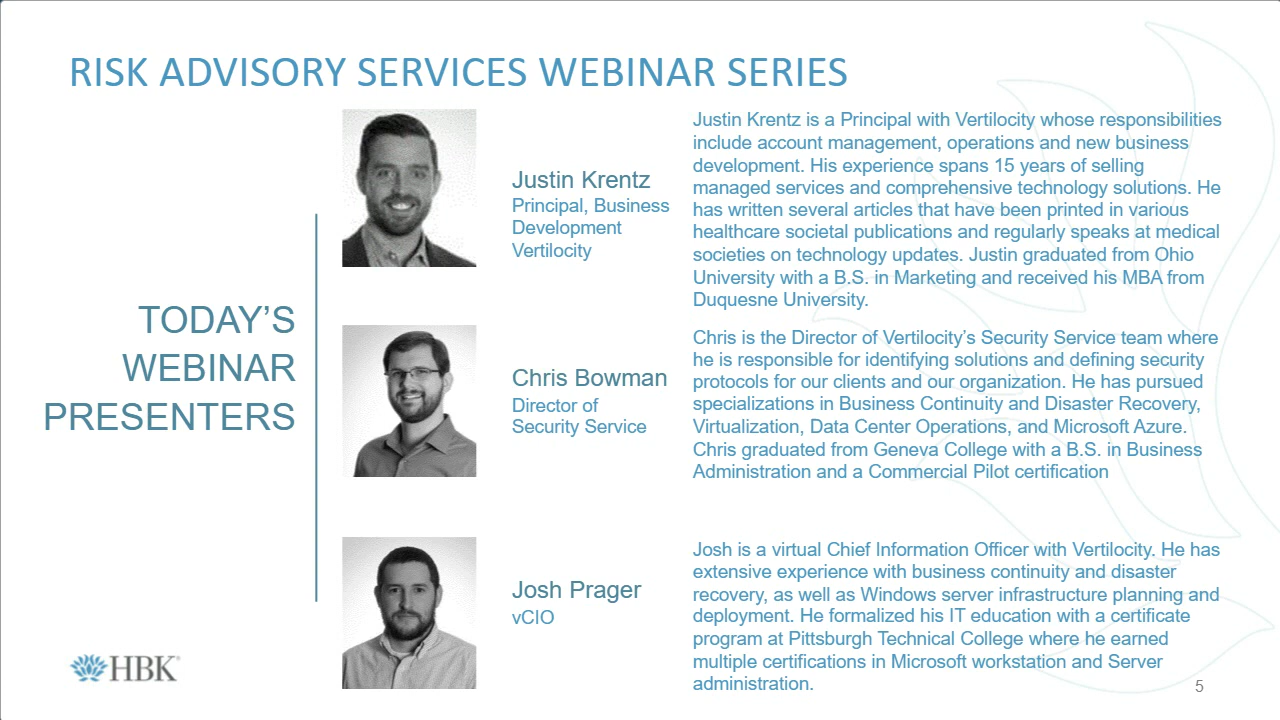 RISK ADVISORY SERVICES WEBINAR SERIES
TODAY'S
WEBINAR
PRESENTERS
Justin Krentz
Principal, Business
Development
Vertilocity
Justin Krentz is a Principal with Vertilocity whose responsibilities
include account management, operations and new business
development. His experience spans 15 years of selling
managed services and comprehensive technology solutions. He
has written several articles that have been printed in various
healthcare societal publications and regularly speaks at medical
societies on technology updates. Justin graduated from Ohio
University with a B.S. in Marketing and received his MBA from
Duquesne University.
Chris Bowman
Director of
Security Service
Chris is the Director of Vertilocity's Security Service team where
he is responsible for identifying solutions and defining security
protocols for our clients and our organization. He has pursued
specializations in Business Continuity and Disaster Recovery,
Virtualization, Data Center Operations, and Microsoft Azure.
Chris graduated from Geneva College with a B.S. in Business
Administration and a Commercial Pilot certification
Josh Prager
vCIO
Josh is a virtual Chief Information Officer with Vertilocity. He has
extensive experience with business continuity and disaster
recovery, as well as Windows server infrastructure planning and
deployment. He formalized his IT education with a certificate
program at Pittsburgh Technical College where he earned
multiple certifications in Microsoft workstation and Server
administration.
HBK
5